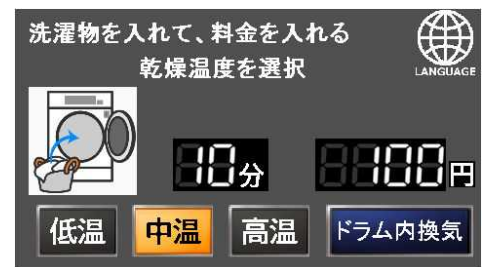 洗濯物を入れて、料金を入れる
乾燥温度を選択
LANGUAGE
10分
100円
低温
中温
高温
ドラム内換気